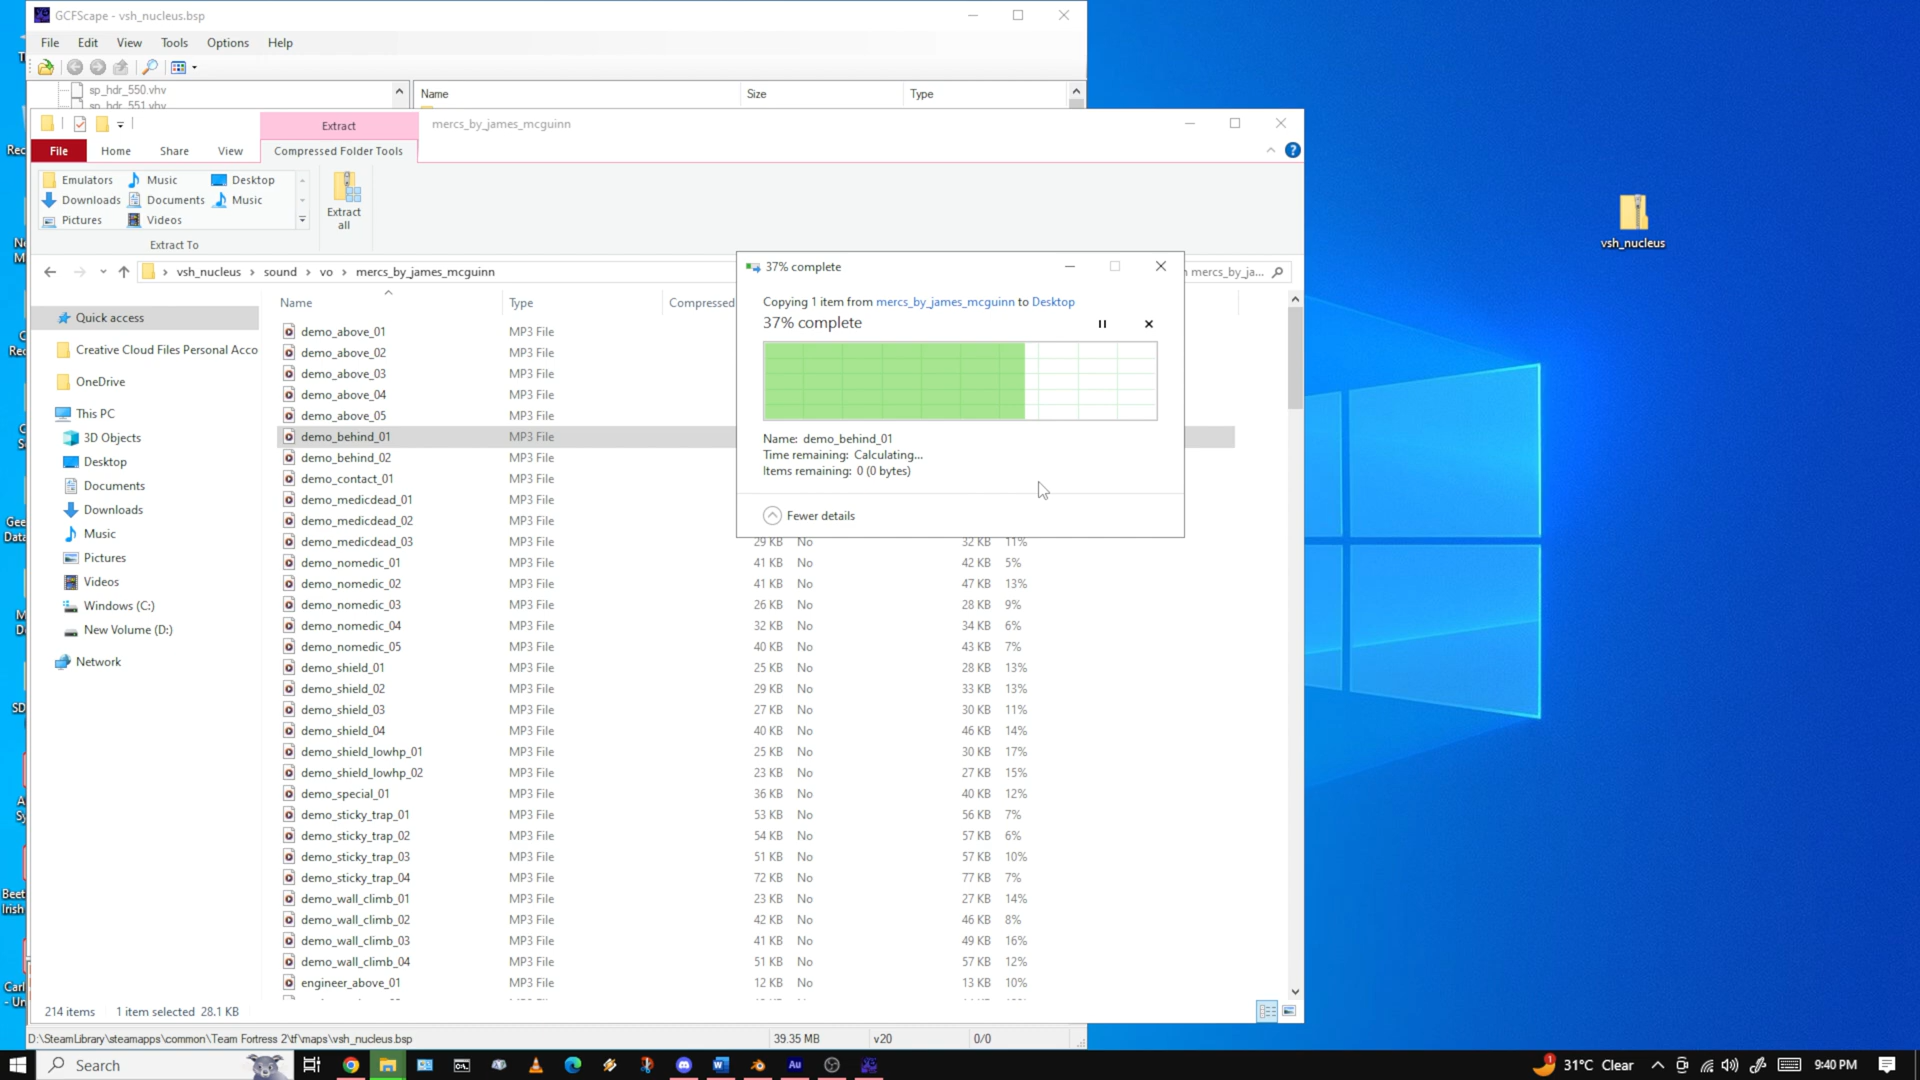 GCFScape - vsh_nucleus.bsp
File Edit View Tools Options Help
sp_hdr_550.vhv
sp_hdr_551.vhv
Name Size Type
Extract mercs_by_james_mcguinn
File Home Share View Compressed Folder Tools
Emulators Music Desktop
Downloads Documents Music
Pictures Videos
Extract all
Extract To
vsh_nucleus > sound > vo > mercs_by_james_mcguinn
mercs_by_ja...
Name Type Compressed
Quick access
Creative Cloud Files Personal Acco
OneDrive
This PC
3D Objects
Desktop
Documents
Downloads
Music
Pictures
Videos
Windows (C:)
New Volume (D:)
Network
demo_above_01 MP3 File
demo_above_02 MP3 File
demo_above_03 MP3 File
demo_above_04 MP3 File
demo_above_05 MP3 File
demo_behind_01 MP3 File
demo_behind_02 MP3 File
demo_contact_01 MP3 File
demo_medicdead_01 MP3 File
demo_medicdead_02 MP3 File
demo_medicdead_03 MP3 File 29 KB No 32 KB 11%
demo_nomedic_01 MP3 File 41 KB No 42 KB 5%
demo_nomedic_02 MP3 File 41 KB No 47 KB 13%
demo_nomedic_03 MP3 File 26 KB No 28 KB 9%
demo_nomedic_04 MP3 File 32 KB No 34 KB 6%
demo_nomedic_05 MP3 File 40 KB No 43 KB 7%
demo_shield_01 MP3 File 25 KB No 28 KB 13%
demo_shield_02 MP3 File 29 KB No 33 KB 13%
demo_shield_03 MP3 File 27 KB No 30 KB 11%
demo_shield_04 MP3 File 40 KB No 46 KB 14%
demo_shield_lowhp_01 MP3 File 25 KB No 30 KB 17%
demo_shield_lowhp_02 MP3 File 23 KB No 27 KB 15%
demo_special_01 MP3 File 36 KB No 40 KB 12%
demo_sticky_trap_01 MP3 File 53 KB No 56 KB 7%
demo_sticky_trap_02 MP3 File 54 KB No 57 KB 6%
demo_sticky_trap_03 MP3 File 51 KB No 57 KB 10%
demo_sticky_trap_04 MP3 File 72 KB No 77 KB 7%
demo_wall_climb_01 MP3 File 23 KB No 27 KB 14%
demo_wall_climb_02 MP3 File 42 KB No 46 KB 8%
demo_wall_climb_03 MP3 File 41 KB No 49 KB 16%
demo_wall_climb_04 MP3 File 51 KB No 57 KB 12%
engineer_above_01 MP3 File 12 KB No 13 KB 10%
37% complete
Copying 1 item from mercs_by_james_mcguinn to Desktop
37% complete
Name: demo_behind_01
Time remaining: Calculating...
Items remaining: 0 (0 bytes)
Fewer details
214 items 1 item selected 28.1 KB
D:\SteamLibrary\steamapps\common\Team Fortress 2\tf\maps\vsh_nucleus.bsp 39.35 MB v20 0/0
vsh_nucleus
Search
Au
1
31°C Clear
9:40 PM